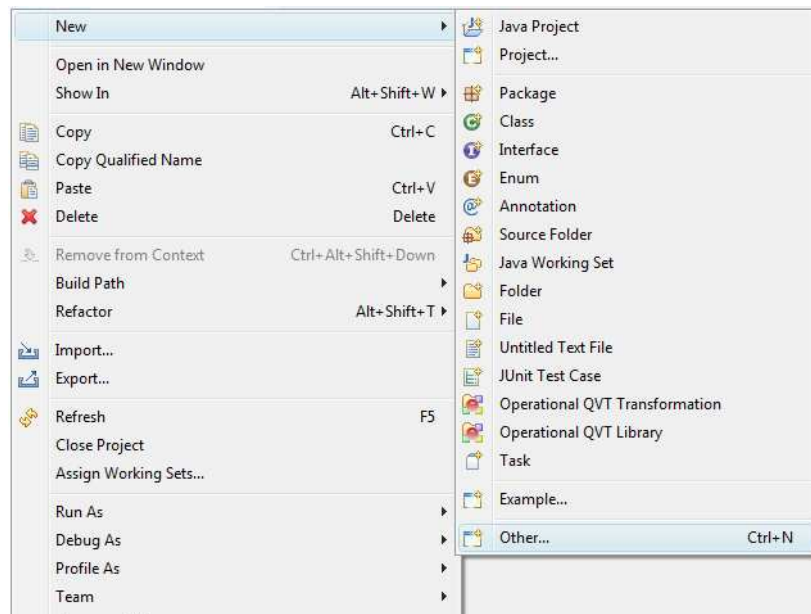 New
Open in New Window
Show In Alt+Shift+W
Copy Ctrl+C
Copy Qualified Name
Paste Ctrl+V
Delete Delete
Remove from Context Ctrl+Alt+Shift+Down
Build Path
Refactor Alt+Shift+T
Import...
Export...
Refresh F5
Close Project
Assign Working Sets...
Run As
Debug As
Profile As
Team
Java Project
Project...
Package
Class
Interface
Enum
Annotation
Source Folder
Java Working Set
Folder
File
Untitled Text File
JUnit Test Case
Operational QVT Transformation
Operational QVT Library
Task
Example...
Other... Ctrl+N